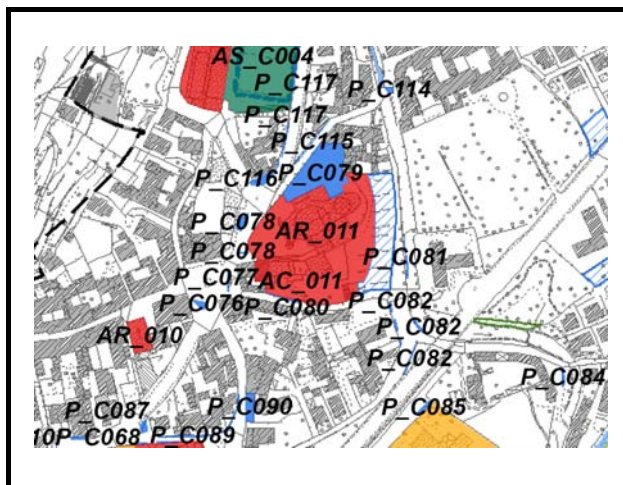 AS_C004
P_C117
P_C114
P_C117
P_C115
P_C116 P_C079
P_C078
AR_011
P_C078
P_C081
P_C077 AC_011
P_C076 P_C080 P_C082
P_C082
AR_010
P_C082
P_C084
P_C087 P_C090 P_C085
10P_C068 P_C089